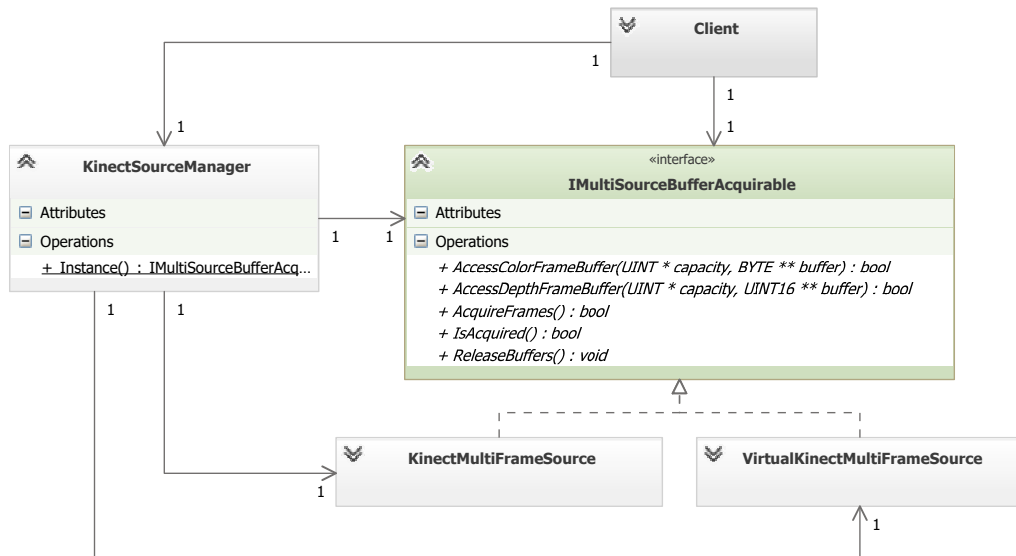 Client
1
1
1
1
KinectSourceManager
Attributes
Operations
+ Instance() : IMultiSourceBufferAcq...
1
1
1
1
«interface»
IMultiSourceBufferAcquirable
Attributes
Operations
+ AccessColorFrameBuffer(UINT * capacity, BYTE ** buffer) : bool
+ AccessDepthFrameBuffer(UINT * capacity, UINT16 ** buffer) : bool
+ AcquireFrames() : bool
+ IsAcquired() : bool
+ ReleaseBuffers() : void
KinectMultiFrameSource
1
VirtualKinectMultiFrameSource
1